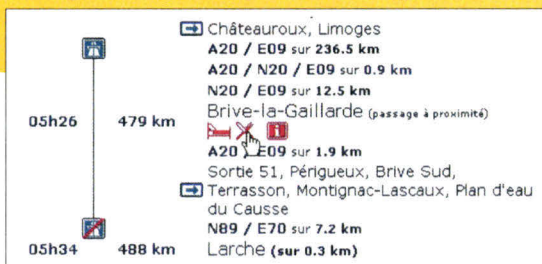 Châteauroux, Limoges
A20 / E09 sur 236.5 km
A20 / N20 / E09 sur 0.9 km
N20 / E09 sur 12.5 km
05h26 479 km Brive-la-Gaillarde (passage à proximité)
A20 / E09 sur 1.9 km
Sortie 51, Périgueux, Brive Sud,
Terrasson, Montignac-Lascaux, Plan d'eau
du Causse
N89 / E70 sur 7.2 km
05h34 488 km Larche (sur 0.3 km)